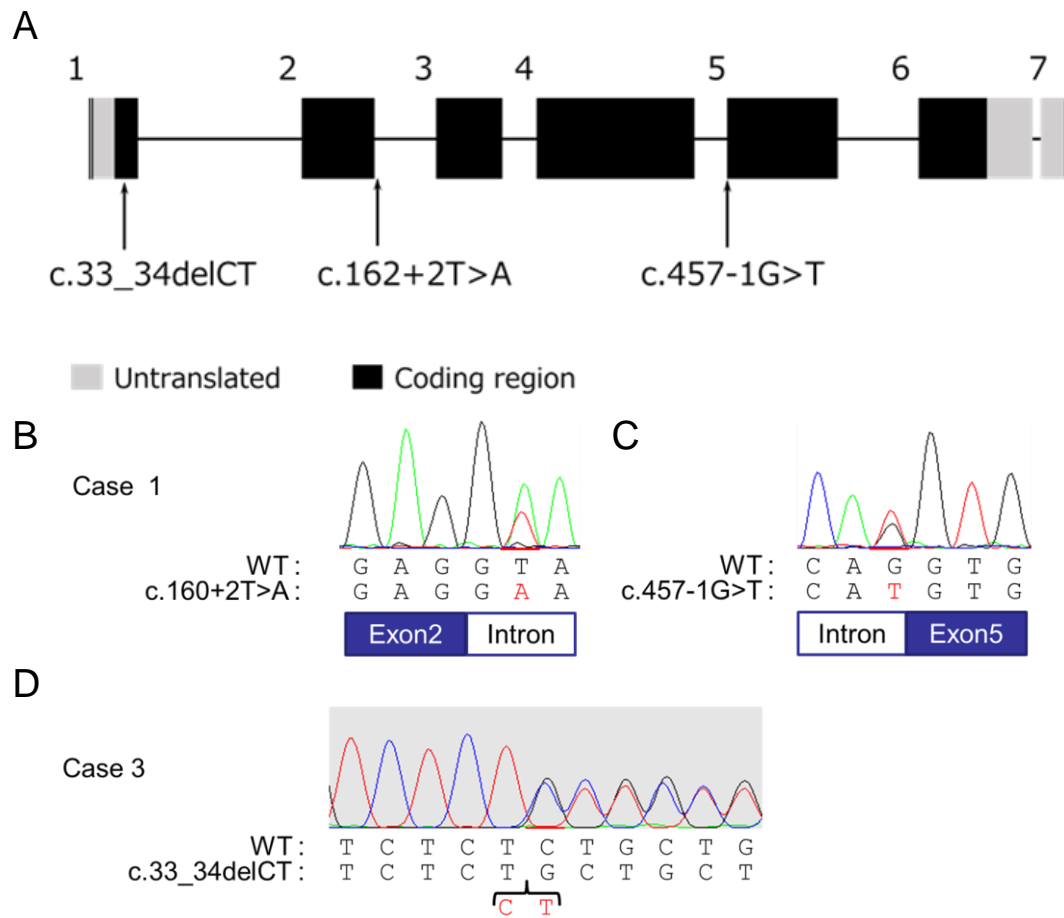 A
1 2 3 4 5 6 7
c.33_34delCT c.162+2T>A c.457-1G>T
Untranslated Coding region
B
Case 1
WT : G A G G T A
c.160+2T>A : G A G G A A
Exon2 Intron
C
WT : C A G G T G
c.457-1G>T : C A T G T G
Intron Exon5
D
Case 3
WT : T C T C T C T G C T G
c.33_34delCT : T C T C T G C T G C T
C T